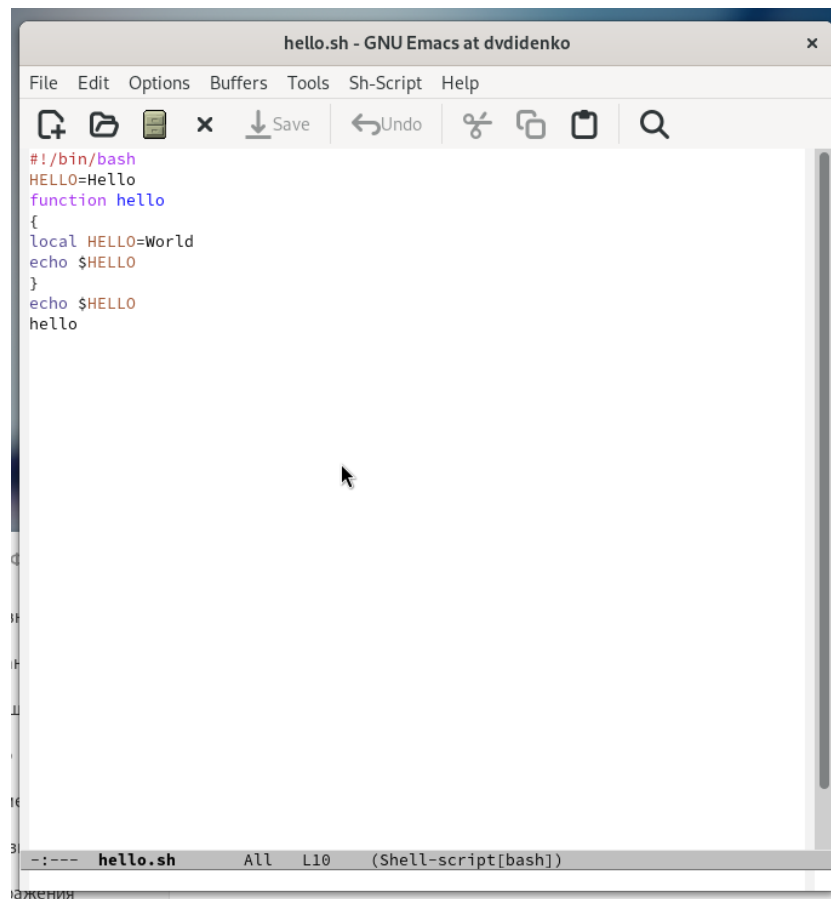 hello.sh - GNU Emacs at dvdidenko
File Edit Options Buffers Tools Sh-Script Help
Save Undo
#!/bin/bash
HELLO=Hello
function hello
{
local HELLO=World
echo $HELLO
}
echo $HELLO
hello
-:--- hello.sh All L10 (Shell-script[bash])